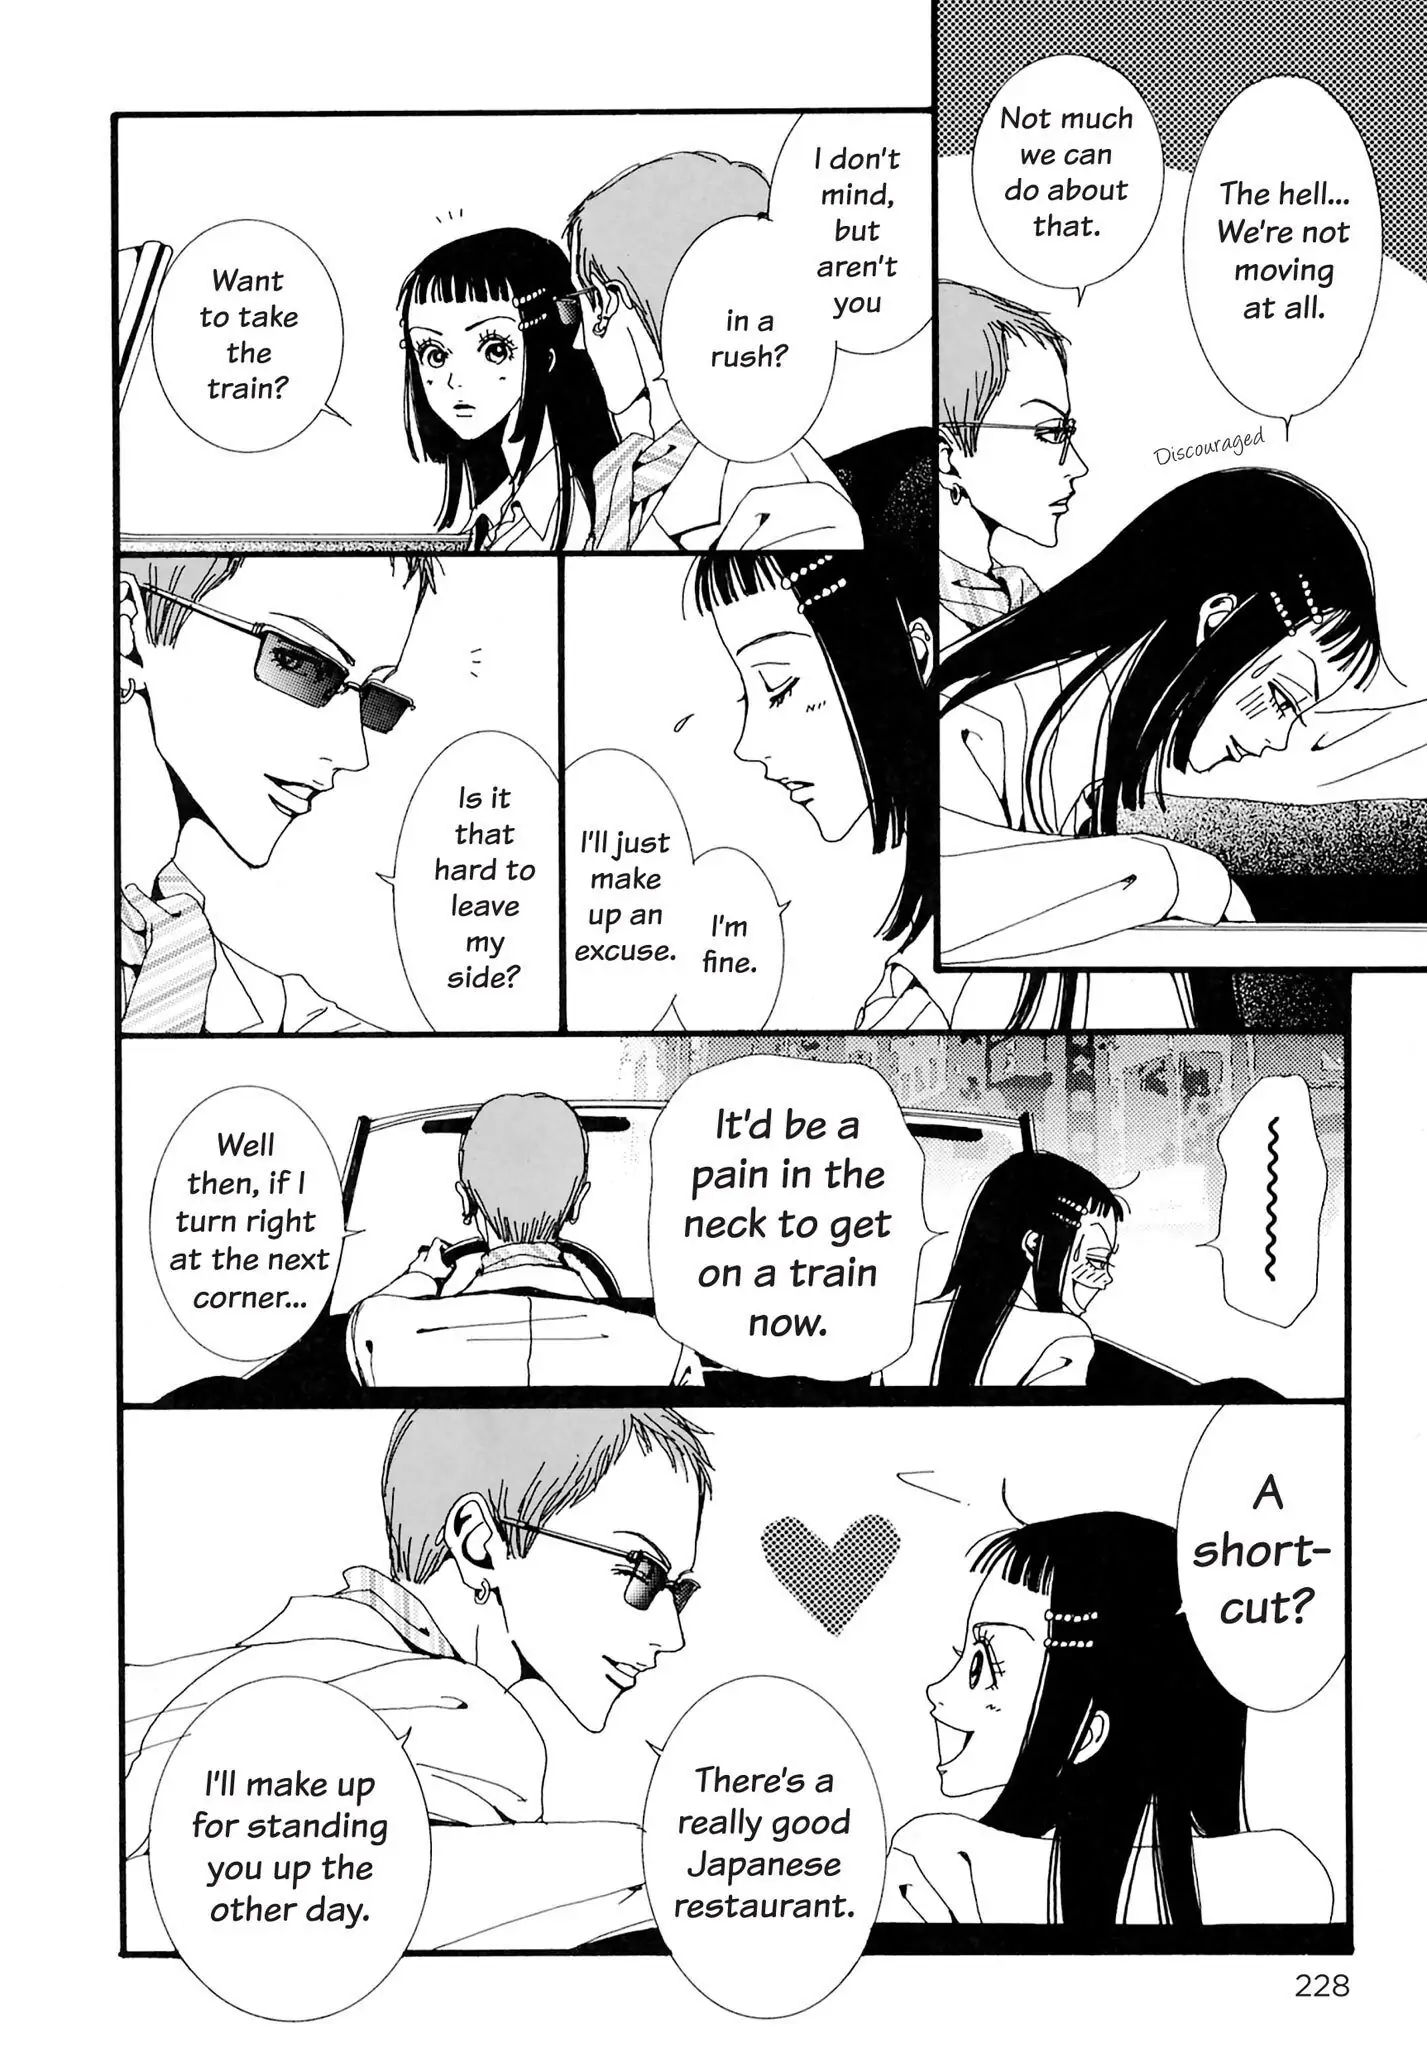 The hell...
We're not
moving
at all.
Not much
we can
do about
that.
Discouraged
I don't
mind,
but
aren't
you
in a
rush?
Want
to take
the
train?
I'm
fine.
I'll just
make
up an
excuse.
Is it
that
hard to
leave
my
side?
It'd be a
pain in the
neck to get
on a train
now.
Well
then, if I
turn right
at the next
corner...
A
short-
cut?
There's a
really good
Japanese
restaurant.
I'll make up
for standing
you up the
other day.
228